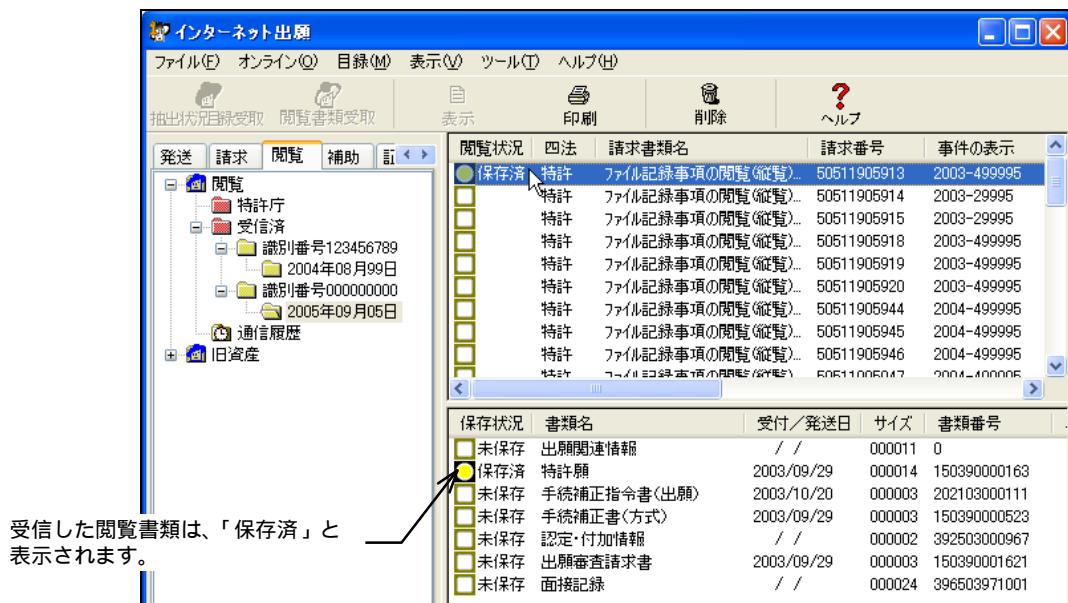 インターネット出願
ファイル(F) オンライン(O) 目録(M) 表示(V) ツール(T) ヘルプ(H)
抽出状況目録受取 閲覧書類受取 表示 印刷 削除 ヘルプ
発送 請求 閲覧 補助
閲覧
特許庁
受信済
識別番号123456789
2004年08月99日
識別番号000000000
2005年09月05日
通信履歴
旧資産
閲覧状況 四法 請求書類名 請求番号 事件の表示
保存済 特許 ファイル記録事項の閲覧(縦覧)... 50511905913 2003-499995
特許 ファイル記録事項の閲覧(縦覧)... 50511905914 2003-29995
特許 ファイル記録事項の閲覧(縦覧)... 50511905915 2003-29995
特許 ファイル記録事項の閲覧(縦覧)... 50511905918 2003-499995
特許 ファイル記録事項の閲覧(縦覧)... 50511905919 2003-499995
特許 ファイル記録事項の閲覧(縦覧)... 50511905920 2003-499995
特許 ファイル記録事項の閲覧(縦覧)... 50511905944 2004-499995
特許 ファイル記録事項の閲覧(縦覧)... 50511905945 2004-499995
特許 ファイル記録事項の閲覧(縦覧)... 50511905946 2004-499995
特許 ファイル記録事項の閲覧(縦覧)... 50511905947
保存状況 書類名 受付/発送日 サイズ 書類番号
未保存 出願関連情報 / / 000011 0
保存済 特許願 2003/09/29 000014 150390000163
未保存 手続補正指令書(出願) 2003/10/20 000003 202103000111
未保存 手続補正書(方式) 2003/09/29 000003 150390000523
未保存 認定・付加情報 / / 000002 392503000967
未保存 出願審査請求書 2003/09/29 000003 150390001621
未保存 面接記録 / / 000024 396503971001
受信した閲覧書類は、「保存済」と
表示されます。